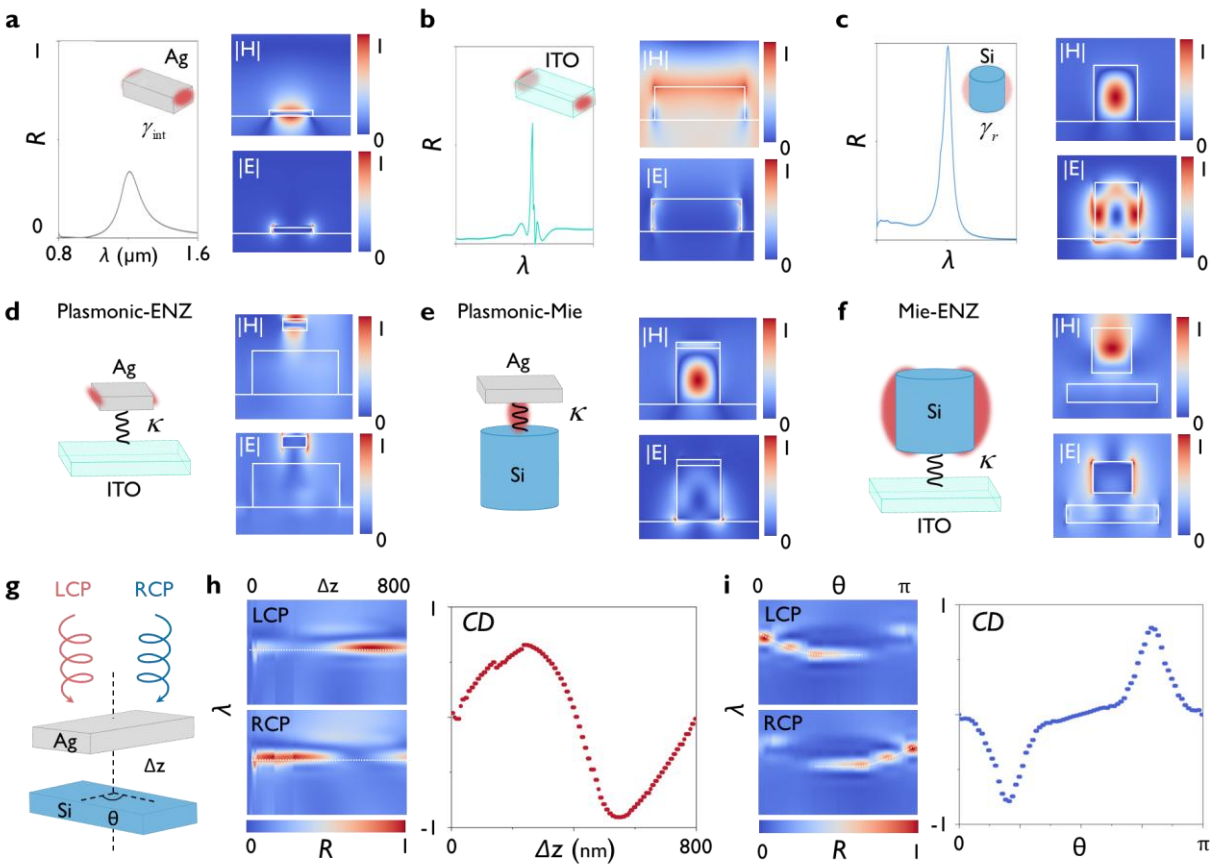 a
1
R
0
Ag
γint
0.8
λ (μm)
1.6
|H|
1
0
|E|
1
0
b
R
ITO
λ
|H|
1
0
|E|
1
0
c
R
Si
γr
λ
|H|
1
0
|E|
1
0
d
Plasmonic-ENZ
Ag
κ
ITO
|H|
1
0
|E|
1
0
e
Plasmonic-Mie
Ag
κ
Si
|H|
1
0
|E|
1
0
f
Mie-ENZ
Si
κ
ITO
|H|
1
0
|E|
1
0
g
LCP
RCP
Ag
Δz
Si
θ
h
0 Δz 800
LCP
RCP
λ
0 R 1
1
CD
-1
0 Δz (nm) 800
i
0 θ π
LCP
RCP
λ
0 R 1
1
CD
-1
0 θ π